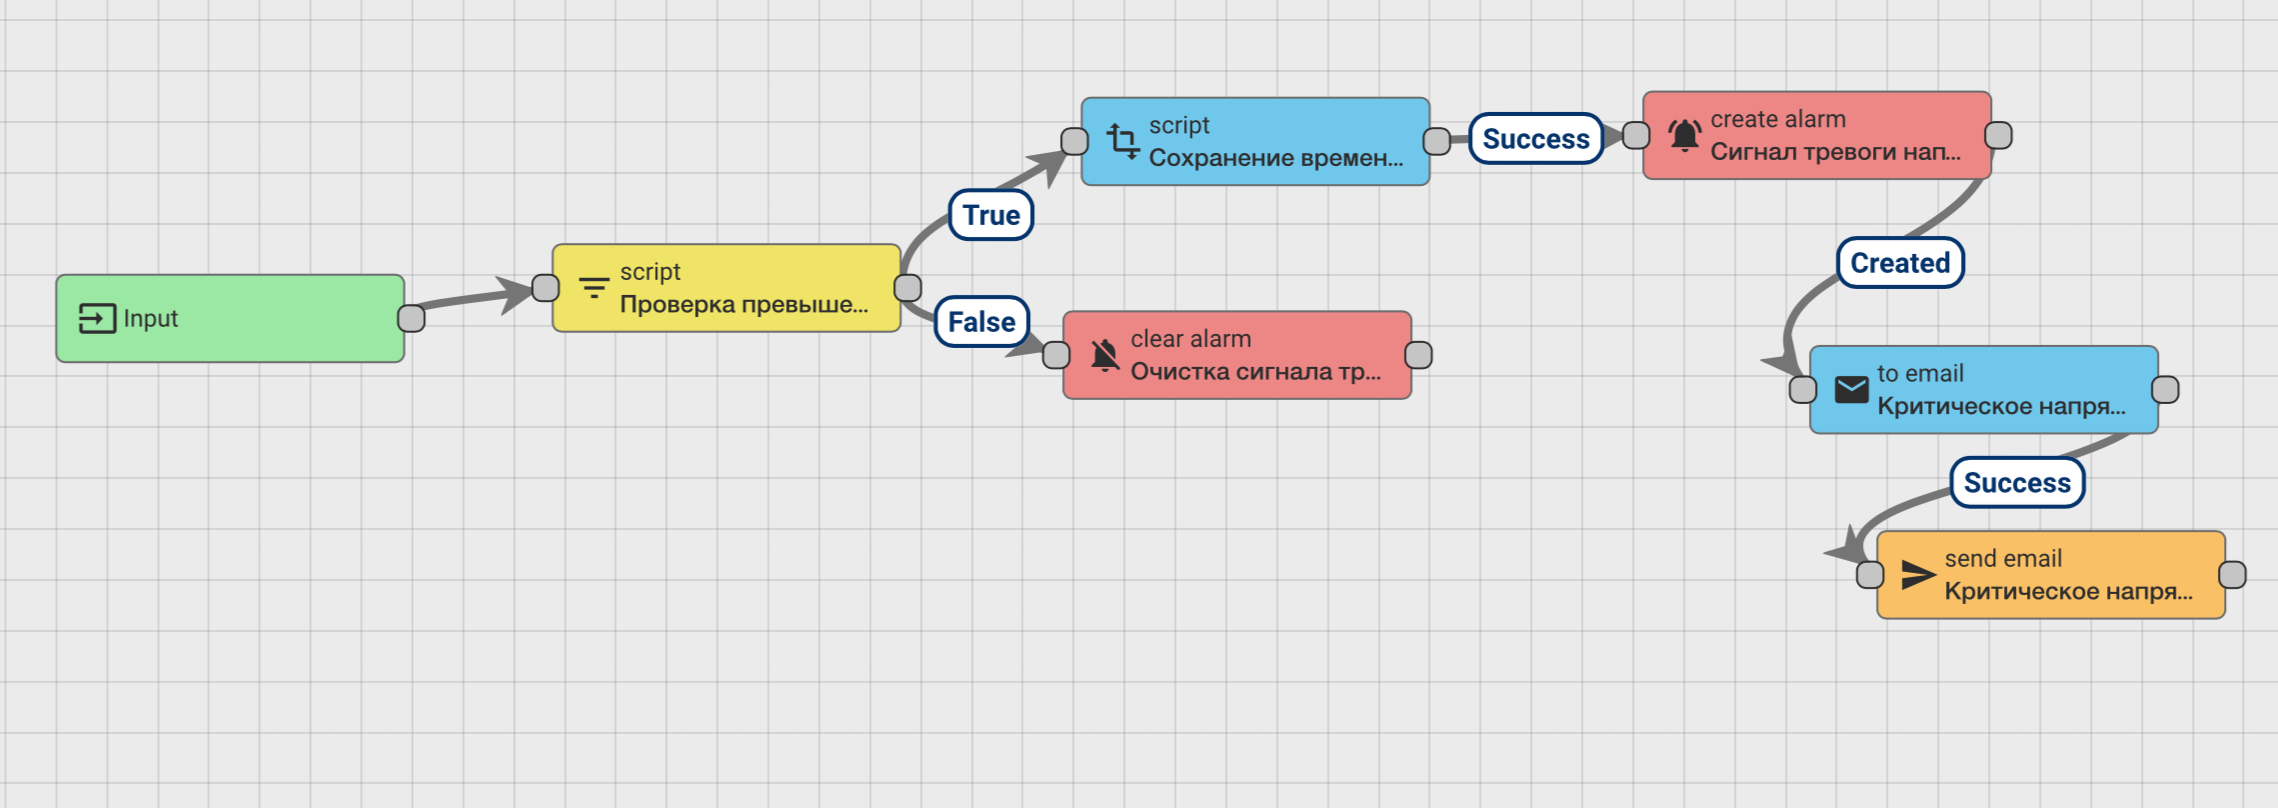 Input
script
Проверка превыше...
True
False
script
Сохранение времен...
Success
create alarm
Сигнал тревоги нап...
clear alarm
Очистка сигнала тр...
Created
to email
Критическое напря...
Success
send email
Критическое напря...